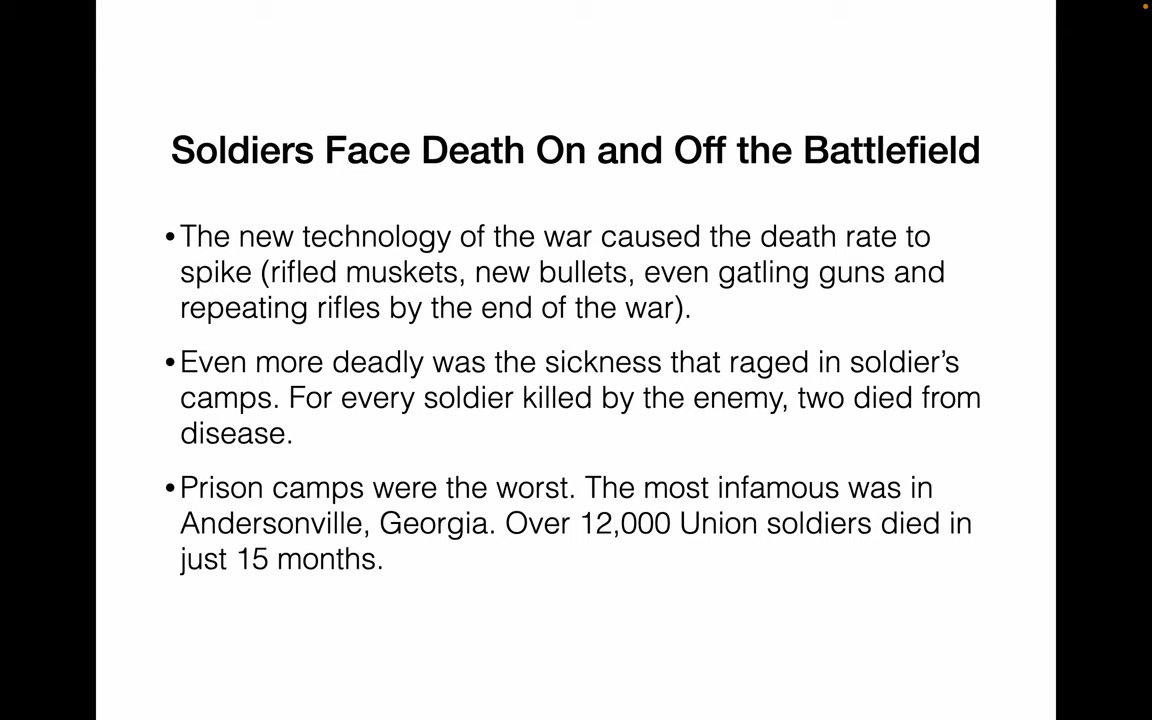 Soldiers Face Death On and Off the Battlefield
•The new technology of the war caused the death rate to
spike (rifled muskets, new bullets, even gatling guns and
repeating rifles by the end of the war).
•Even more deadly was the sickness that raged in soldier’s
camps. For every soldier killed by the enemy, two died from
disease.
•Prison camps were the worst. The most infamous was in
Andersonville, Georgia. Over 12,000 Union soldiers died in
just 15 months.